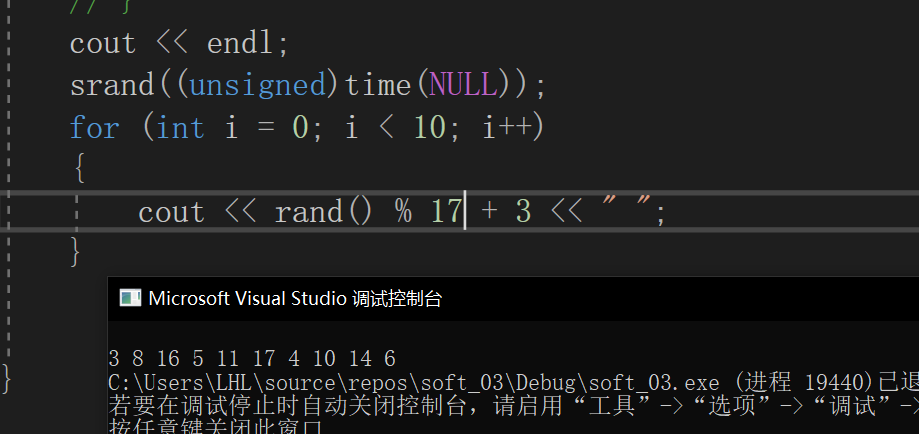 // }
cout << endl;
srand((unsigned)time(NULL));
for (int i = 0; i < 10; i++)
{
cout << rand() % 17 + 3 << " ";
}
}
Microsoft Visual Studio 调试控制台
3 8 16 5 11 17 4 10 14 6
C:\Users\LHL\source\repos\soft_03\Debug\soft_03.exe (进程 19440)已退
若要在调试停止时自动关闭控制台，请启用“工具”->“选项”->“调试”->
按任意键关闭此窗口